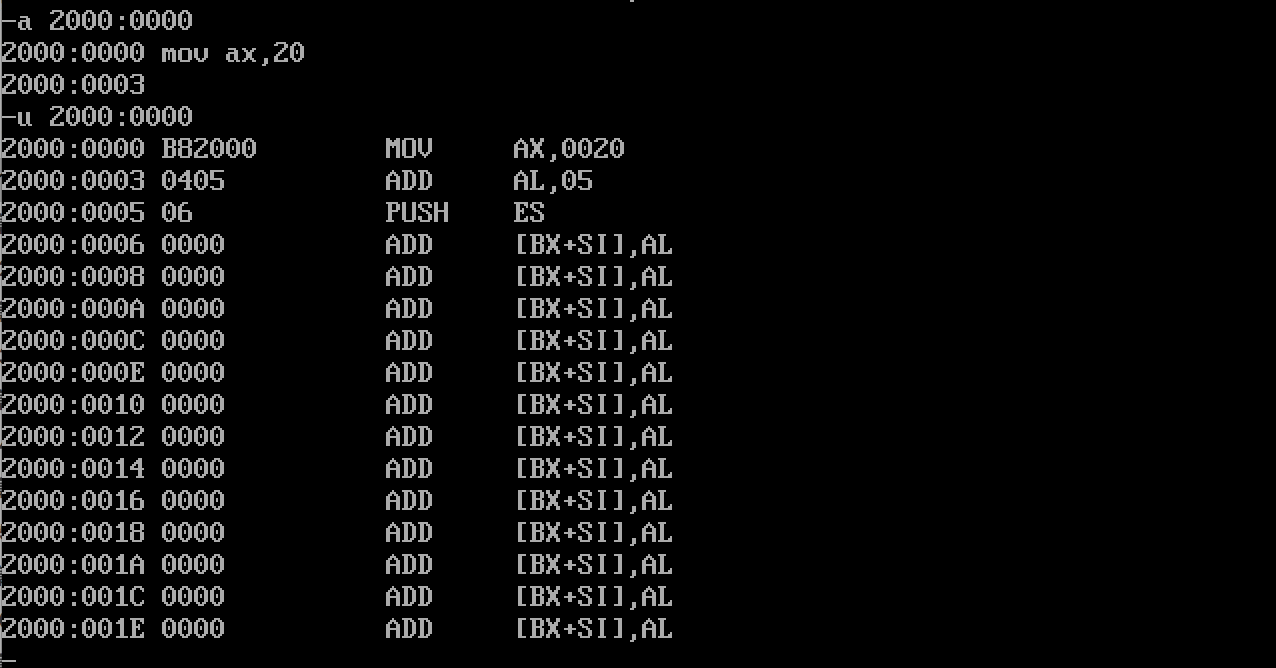 -a 2000:0000
2000:0000 mov ax,20
2000:0003
-u 2000:0000
2000:0000 B82000        MOV     AX,0020
2000:0003 0405          ADD     AL,05
2000:0005 06            PUSH    ES
2000:0006 0000          ADD     [BX+SI],AL
2000:0008 0000          ADD     [BX+SI],AL
2000:000A 0000          ADD     [BX+SI],AL
2000:000C 0000          ADD     [BX+SI],AL
2000:000E 0000          ADD     [BX+SI],AL
2000:0010 0000          ADD     [BX+SI],AL
2000:0012 0000          ADD     [BX+SI],AL
2000:0014 0000          ADD     [BX+SI],AL
2000:0016 0000          ADD     [BX+SI],AL
2000:0018 0000          ADD     [BX+SI],AL
2000:001A 0000          ADD     [BX+SI],AL
2000:001C 0000          ADD     [BX+SI],AL
2000:001E 0000          ADD     [BX+SI],AL
-